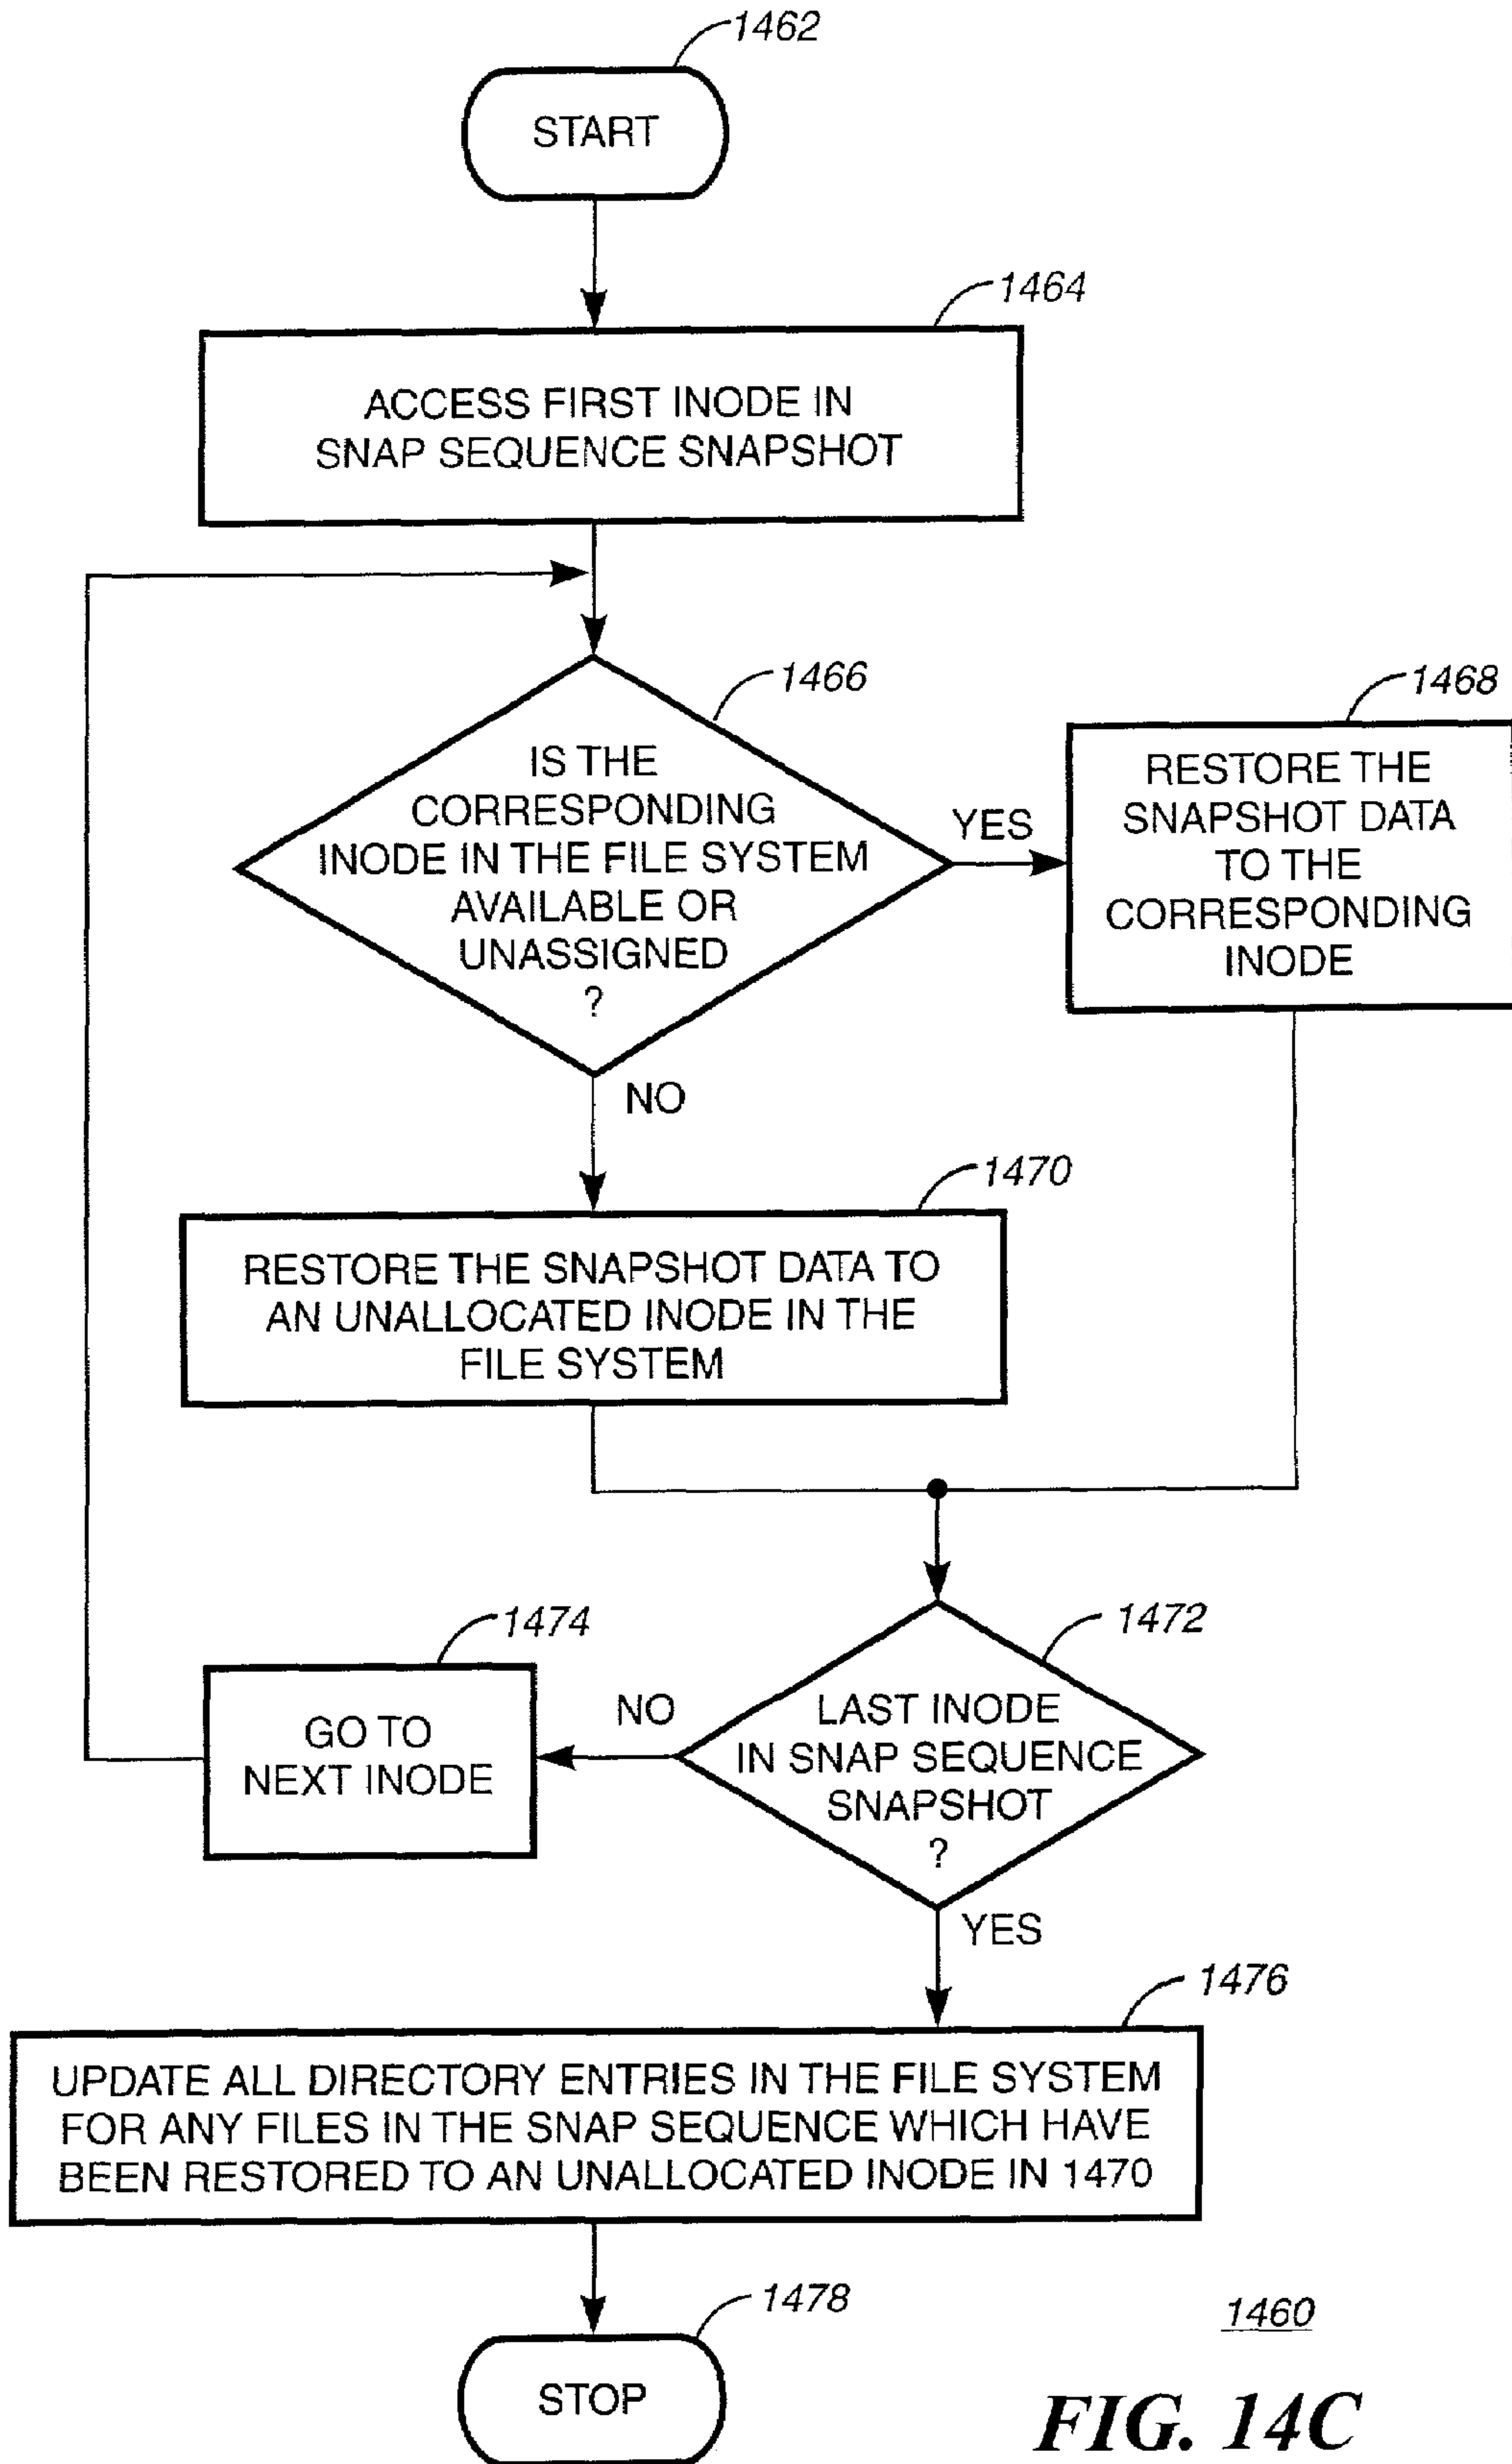 1462
START
1464
ACCESS FIRST INODE IN
SNAP SEQUENCE SNAPSHOT
1466
IS THE
CORRESPONDING
INODE IN THE FILE SYSTEM
AVAILABLE OR
UNASSIGNED
?
YES
1468
RESTORE THE
SNAPSHOT DATA
TO THE
CORRESPONDING
INODE
NO
1470
RESTORE THE SNAPSHOT DATA TO
AN UNALLOCATED INODE IN THE
FILE SYSTEM
1472
LAST INODE
IN SNAP SEQUENCE
SNAPSHOT
?
NO
1474
GO TO
NEXT INODE
YES
1476
UPDATE ALL DIRECTORY ENTRIES IN THE FILE SYSTEM
FOR ANY FILES IN THE SNAP SEQUENCE WHICH HAVE
BEEN RESTORED TO AN UNALLOCATED INODE IN 1470
1478
STOP
1460
FIG. 14C